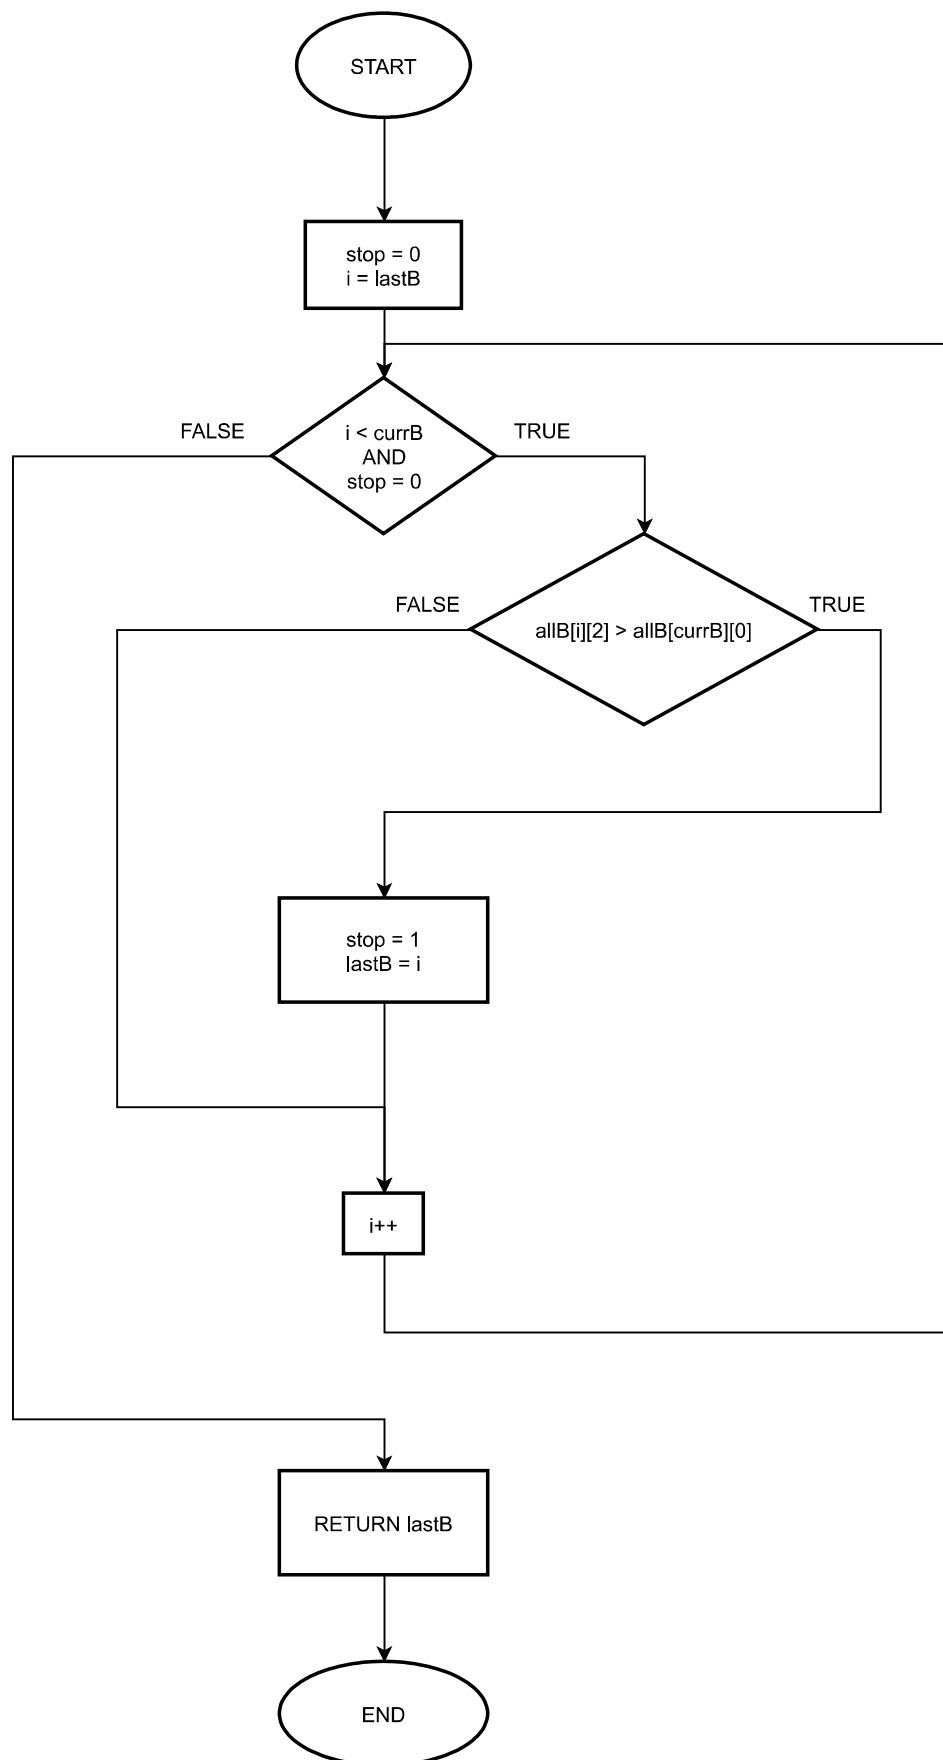 START
stop = 0
i = lastB
FALSE
TRUE
i < currB
AND
stop = 0
FALSE
TRUE
allB[i][2] > allB[currB][0]
stop = 1
lastB = i
i++
RETURN lastB
END